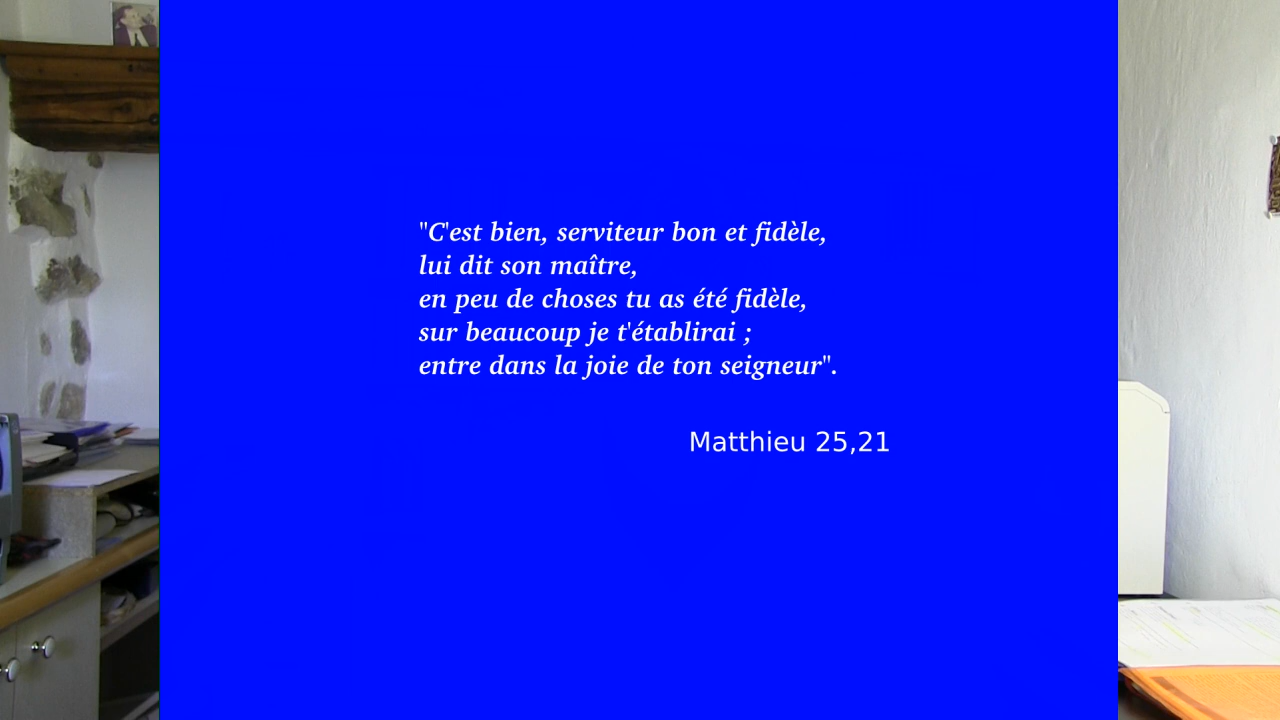 "C'est bien, serviteur bon et fidèle,
lui dit son maître,
en peu de choses tu as été fidèle,
sur beaucoup je t'établirai ;
entre dans la joie de ton seigneur".
Matthieu 25,21